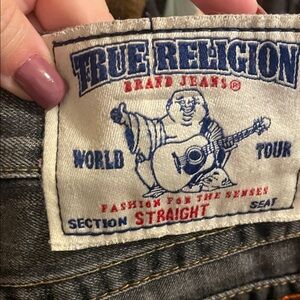 TRUE RELIGION
BRAND JEANS®
WORLD TOUR
FASHION FOR THE SENSES
SECTION STRAIGHT SEAT